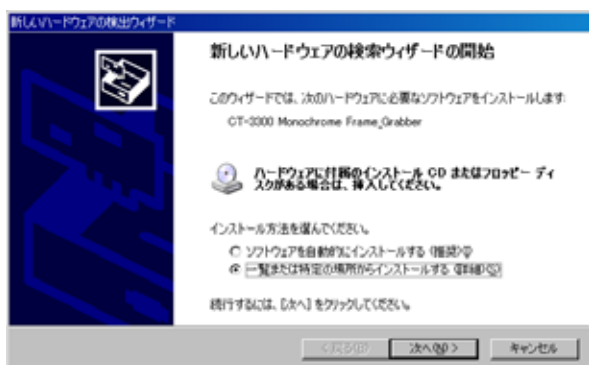 新しいハードウェアの検出ウィザード
新しいハードウェアの検索ウィザードの開始
このウィザードでは、次のハードウェアに必要なソフトウェアをインストールします:
CT-3300 Monochrome Frame_Grabber
ハードウェアに付属のインストール CD またはフロッピー ディ
スクがある場合は、挿入してください。
インストール方法を選んでください。
ソフトウェアを自動的にインストールする (推奨)(I)
一覧または特定の場所からインストールする (詳細)(S)
続行するには、[次へ] をクリックしてください。
< 戻る(B)
次へ(N) >
キャンセル